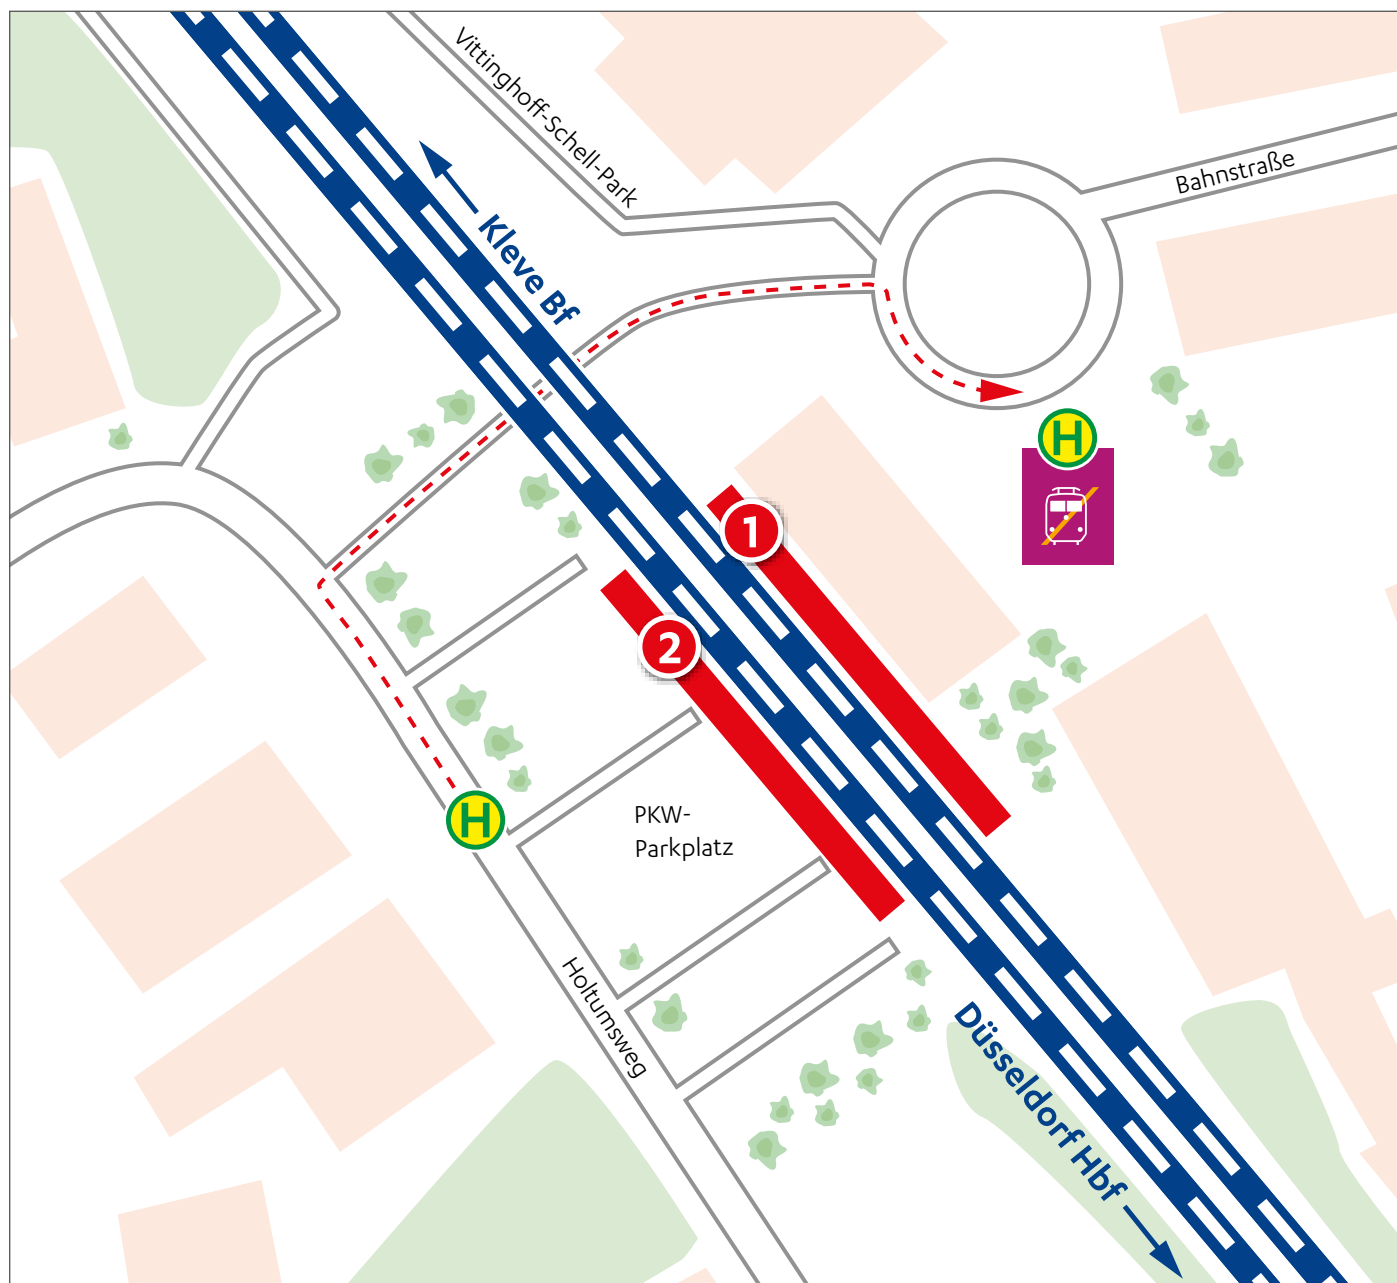 Vittinghoff-Schell-Park
Bahnstraße
Kleve Bf
H
1
2
H
PKW-
Parkplatz
Holtumsweg
Düsseldorf Hbf